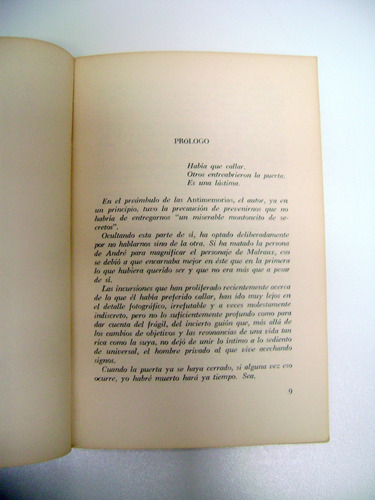 PROLOGO
Había que callar.
Otros entreabrieron la puerta.
Es una lástima.
En el preámbulo de las Antimemorias, el autor, ya en
un principio, tuvo la precaución de prevenirnos que no
habría de entregarnos "un miserable montoncito de se-
cretos".
Ocultando esta parte de sí, ha optado deliberadamente
por no hablarnos sino de la otra. Si ha matado la persona
de André para magnificar el personaje de Malraux, eso
se debió a que encarnaba mejor en éste que en la primera
lo que hubiera querido ser y que no era más que a pesar
de sí.
Las incursiones que han proliferado recientemente acerca
de lo que él había preferido callar, han ido muy lejos en
el detalle fotográfico, irrefutable y a veces molestamente
indiscreto, pero no lo suficientemente profundo como para
dar cuenta del frágil, del incierto guión que, más allá de
los cambios de objetivos y las resonancias de una vida tan
rica como la suya, no dejó de unir lo íntimo a lo sediento
de universal, el hombre privado al que vive acechando
signos.
Cuando la puerta ya se haya cerrado, si alguna vez eso
ocurre, yo habré muerto hará ya tiempo. Sea.
9